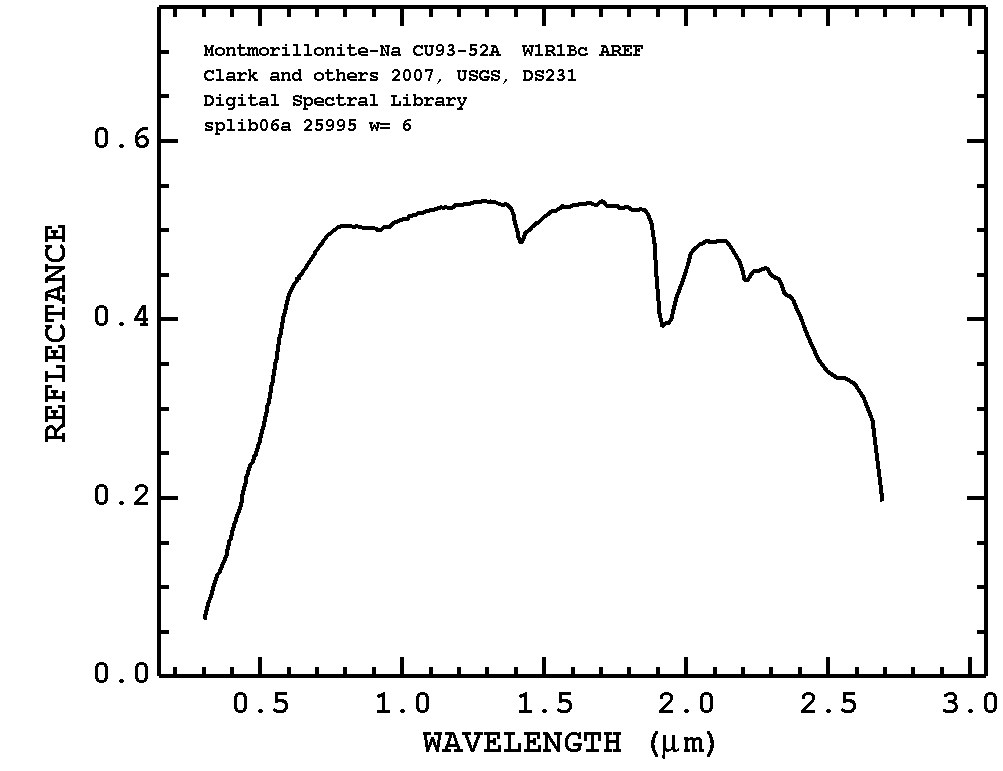 Montmorillonite-Na CU93-52A  W1R1Bc AREF
Clark and others 2007, USGS, DS231
Digital Spectral Library
splib06a 25995 w= 6
REFLECTANCE
0.6
0.4
0.2
0.0
0.5 1.0 1.5 2.0 2.5 3.0
WAVELENGTH (μm)